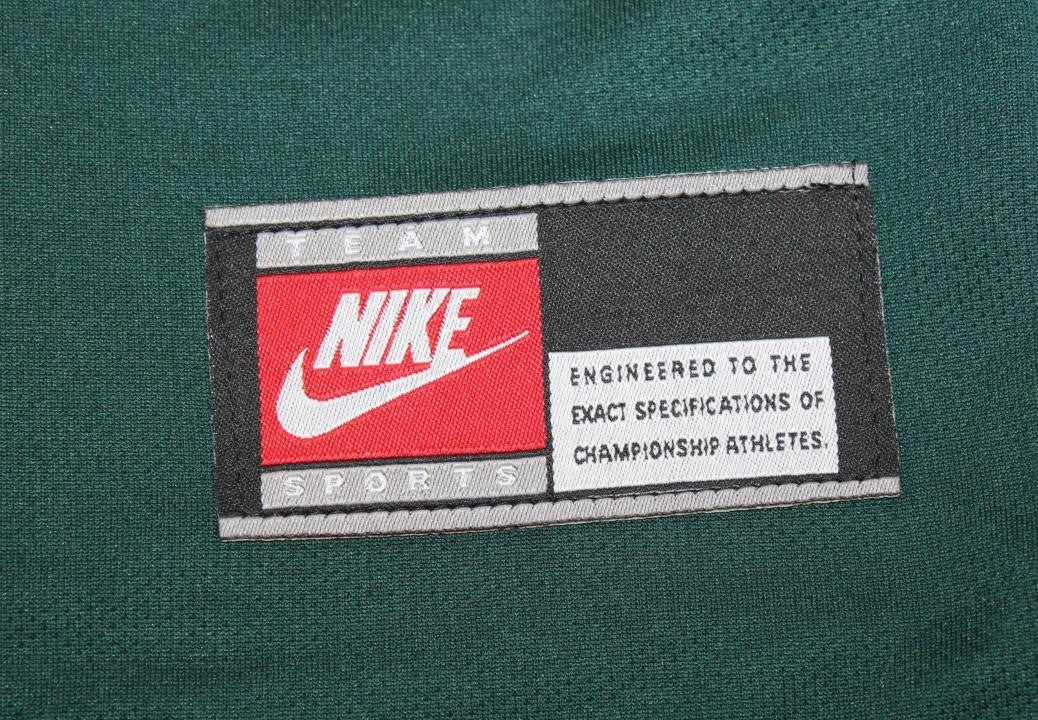 TEAM
NIKE
SPORTS
ENGINEERED TO THE
EXACT SPECIFICATIONS OF
CHAMPIONSHIP ATHLETES.